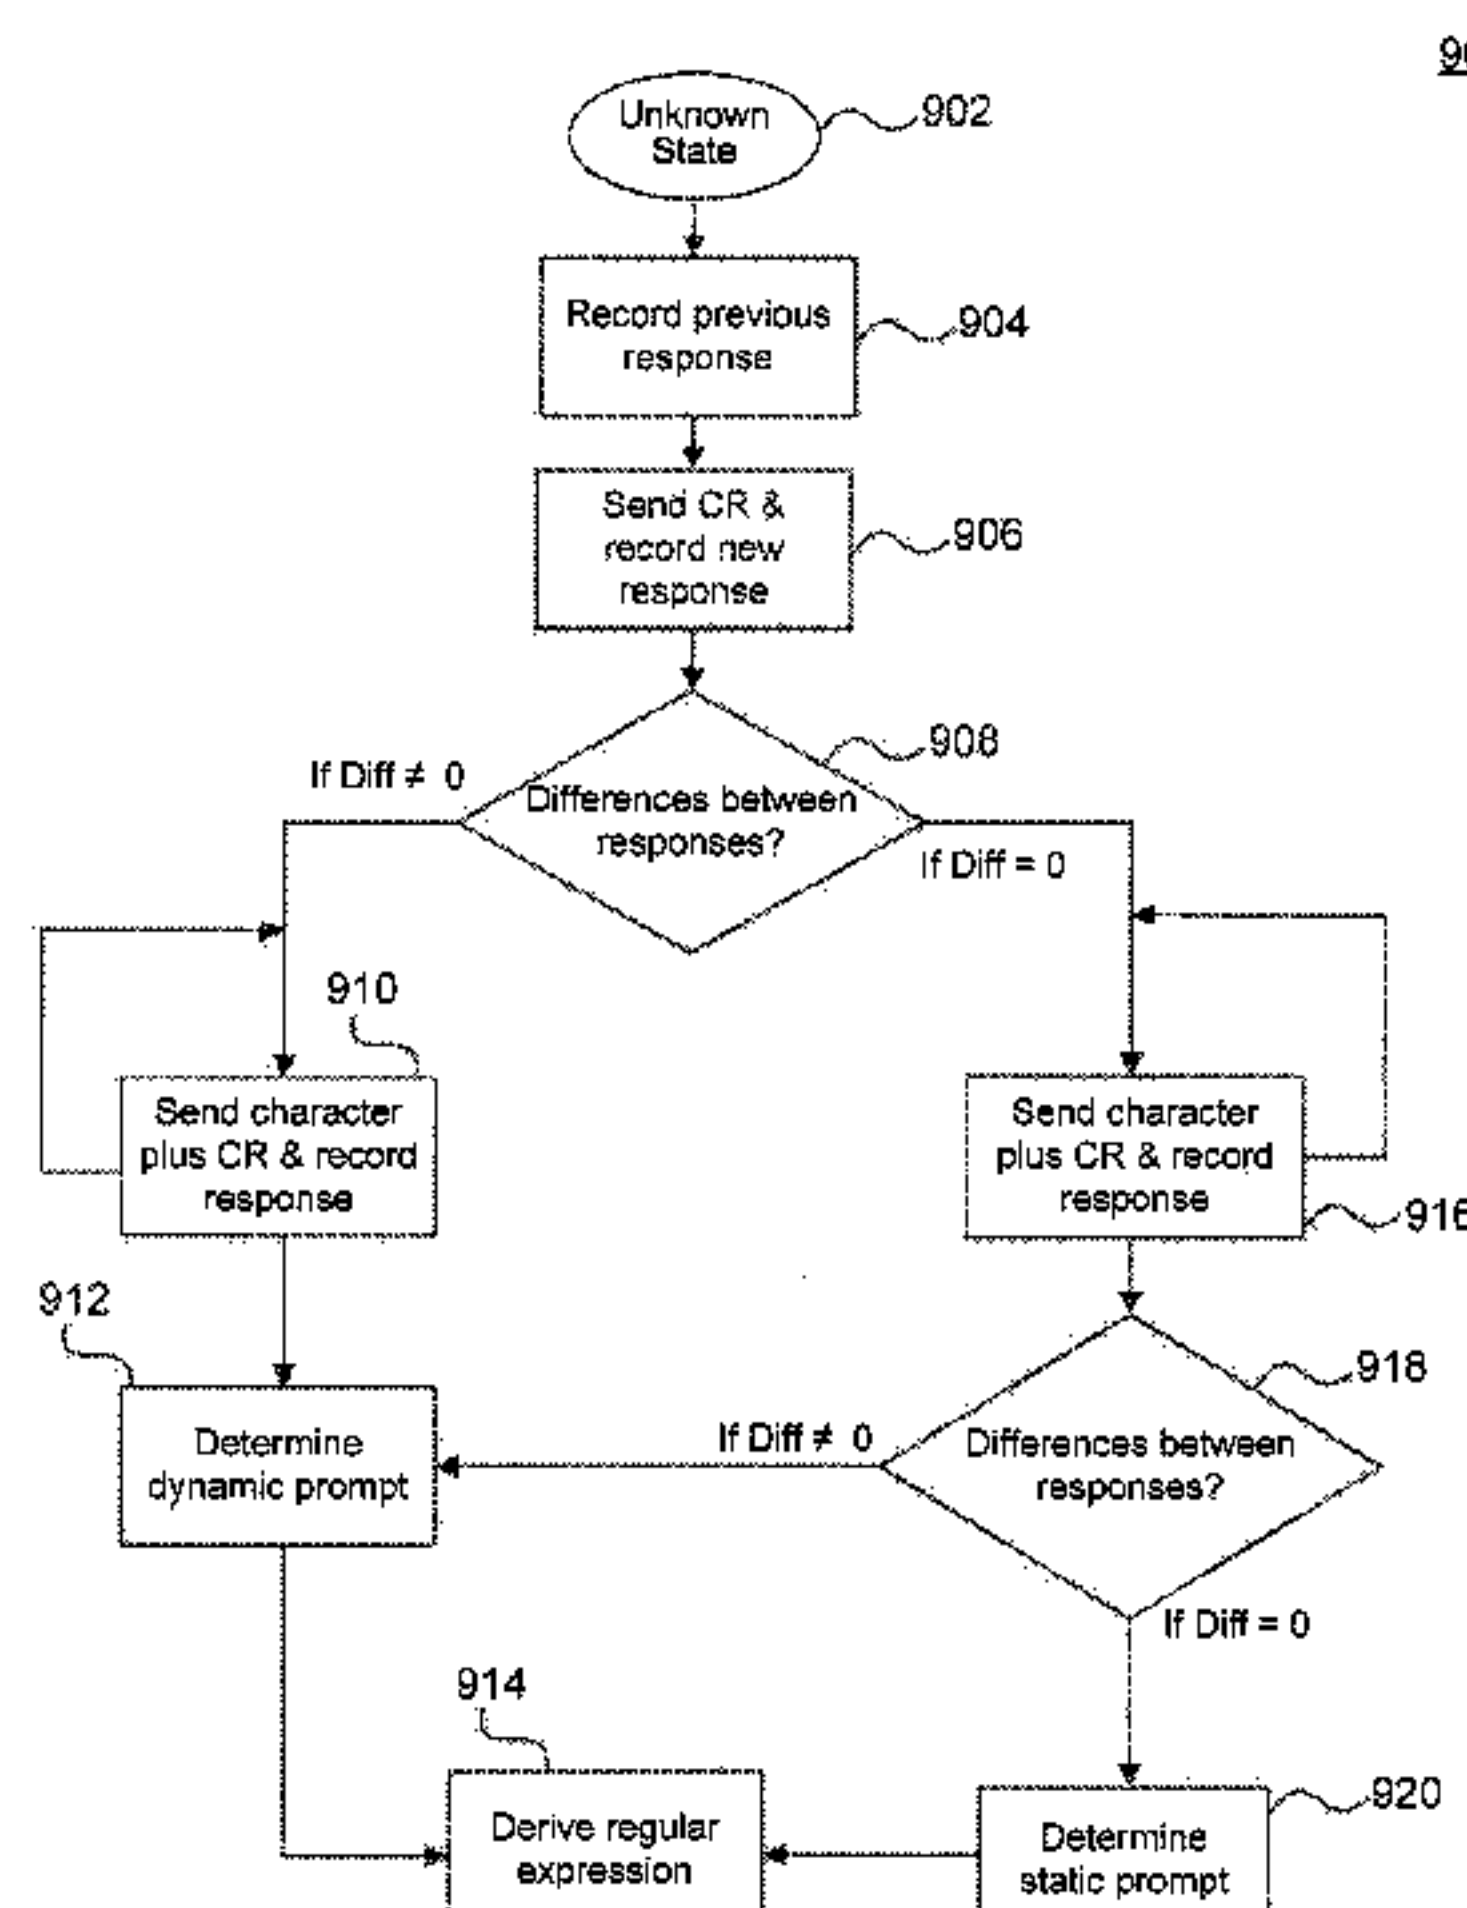 Unknown
State
902
Record previous
response
904
Send CR &
record new
response
906
908
If Diff ≠ 0
Differences between
responses?
If Diff = 0
910
Send character
plus CR & record
response
Send character
plus CR & record
response
916
912
918
Determine
dynamic prompt
If Diff ≠ 0
Differences between
responses?
If Diff = 0
914
920
Derive regular
expression
Determine
static prompt